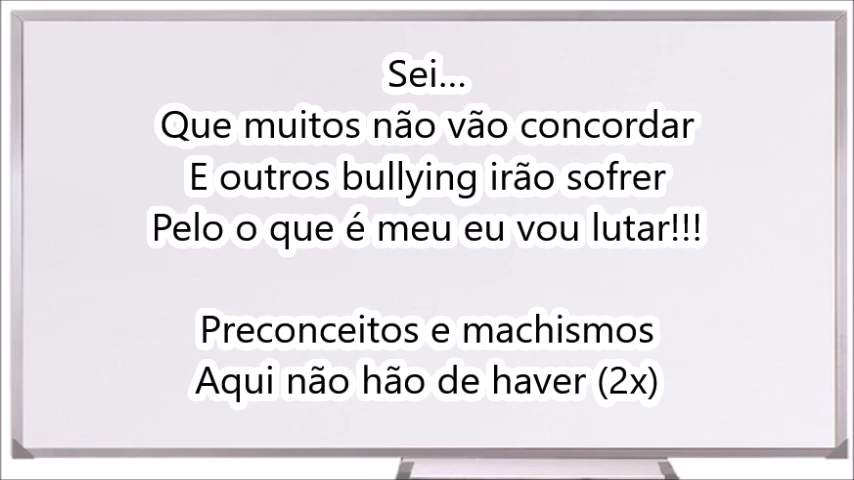 Sei...
Que muitos não vão concordar
E outros bullying irão sofrer
Pelo o que é meu eu vou lutar!!!
Preconceitos e machismos
Aqui não hão de haver (2x)